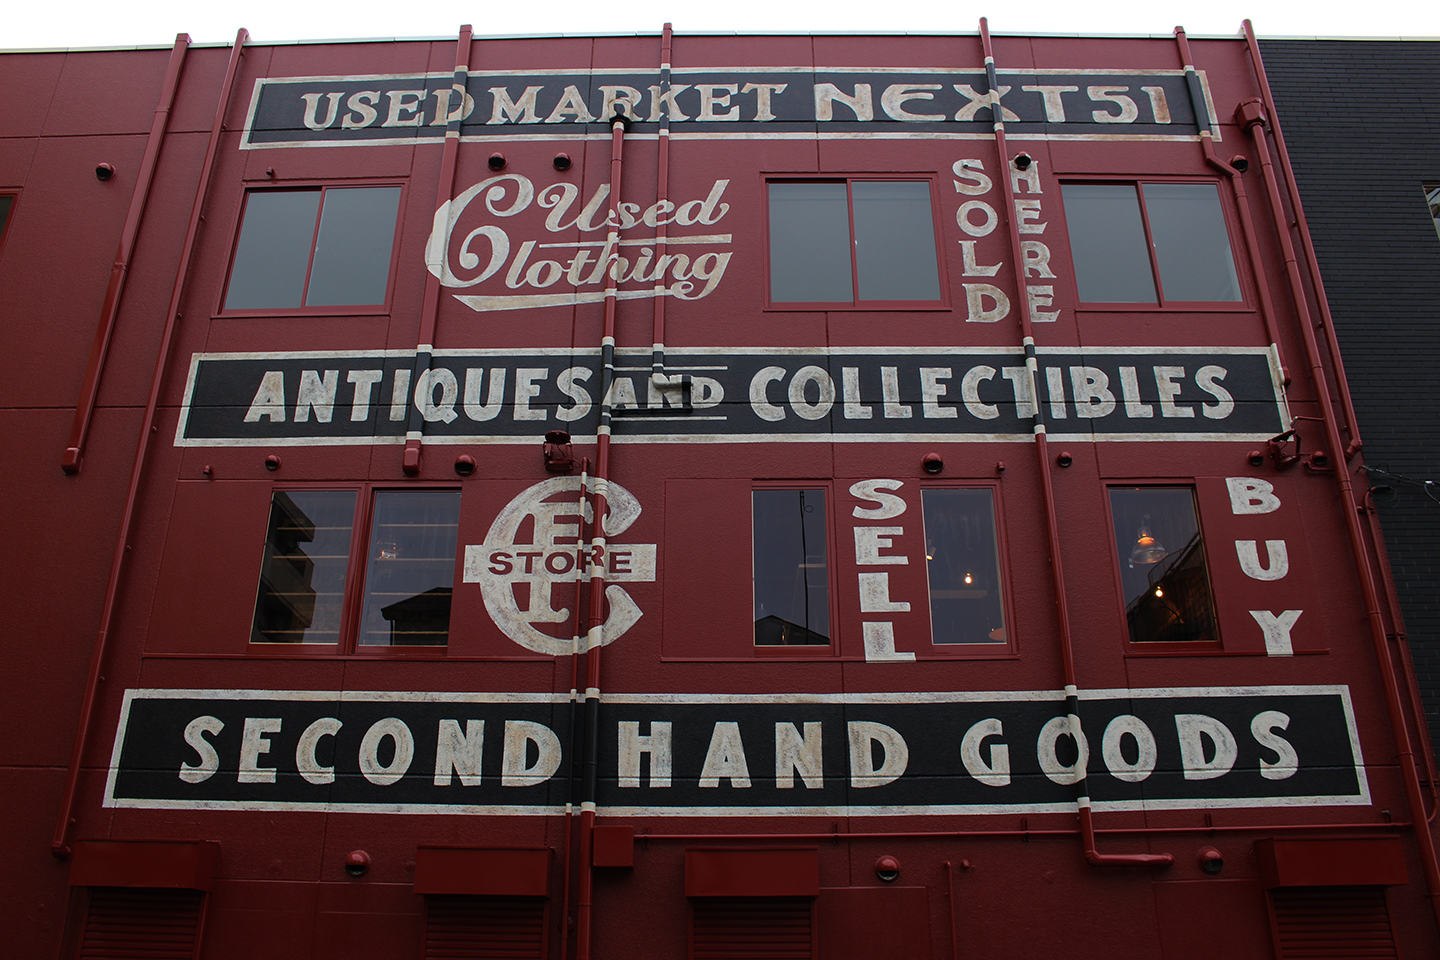 USED MARKET NEXT51
Used
Clothing
SOLD
HERE
ANTIQUES AND COLLECTIBLES
STORE
SELL
BUY
SECOND HAND GOODS